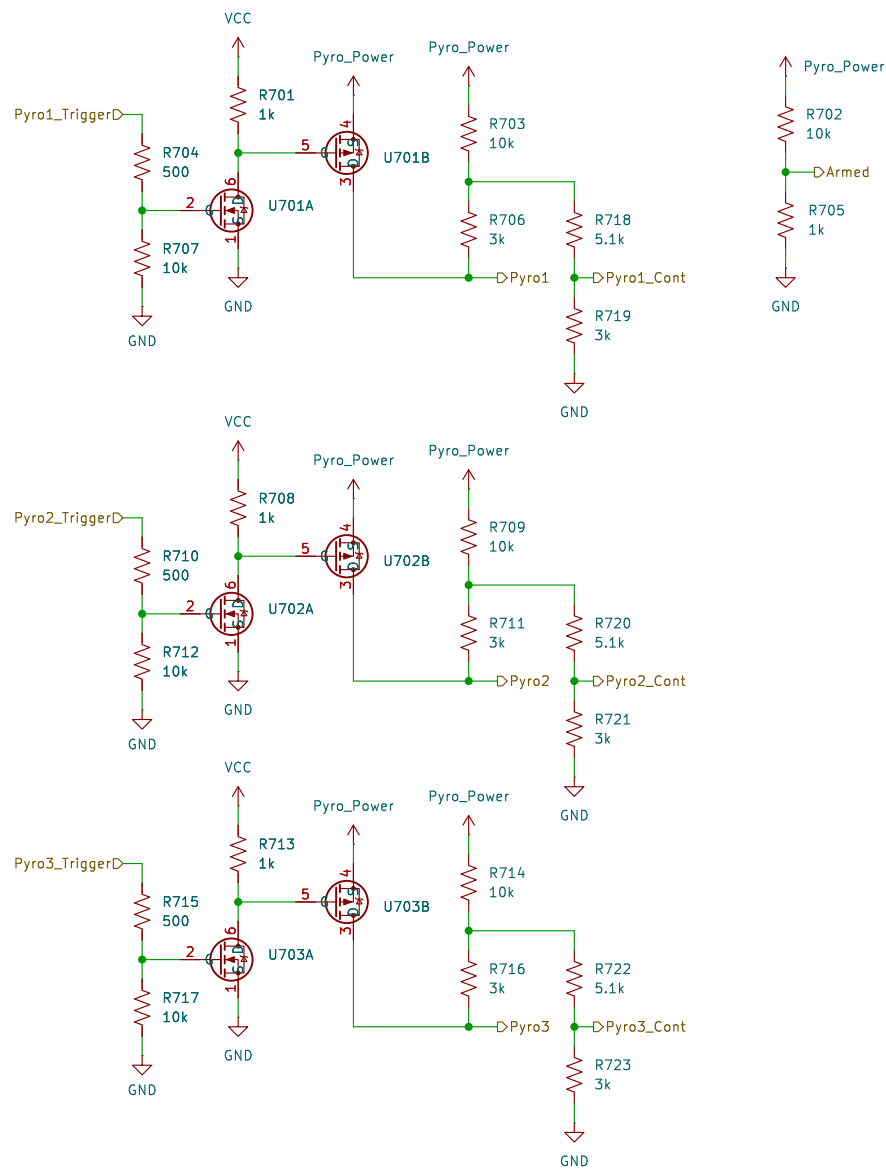 VCC
Pyro_Power
Pyro_Power
Pyro_Power
Pyro1_Trigger
R701
1k
R703
10k
R702
10k
R704
500
5
4
3
G
S
D
U701B
Armed
2
6
1
G
D
S
U701A
R706
3k
R718
5.1k
R705
1k
R707
10k
Pyro1
Pyro1_Cont
GND
GND
GND
R719
3k
GND
VCC
Pyro_Power
Pyro_Power
Pyro2_Trigger
R708
1k
R709
10k
R710
500
5
4
3
G
S
D
U702B
2
6
1
G
D
S
U702A
R711
3k
R720
5.1k
R712
10k
Pyro2
Pyro2_Cont
GND
GND
R721
3k
GND
VCC
Pyro_Power
Pyro_Power
Pyro3_Trigger
R713
1k
R714
10k
R715
500
5
4
3
G
S
D
U703B
2
6
1
G
D
S
U703A
R716
3k
R722
5.1k
R717
10k
Pyro3
Pyro3_Cont
GND
GND
R723
3k
GND